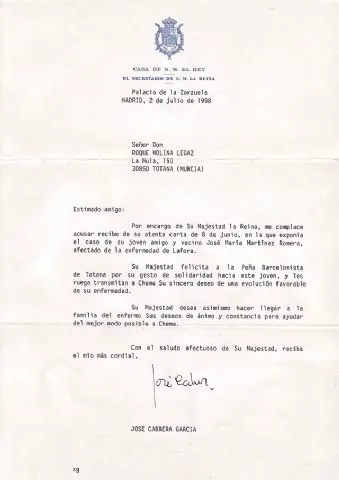 CASA DE S. M. EL REY
EL SECRETARIO DE S. M. LA REINA
Palacio de la Zarzuela
MADRID, 2 de julio de 1998
Señor Don
ROQUE MOLINA LEGAZ
La Mula, 150
30850 TOTANA (MURCIA)
Estimado amigo:
Por encargo de Su Majestad la Reina, me complace
acusar recibo de su atenta carta de 8 de junio, en la que exponía
el caso de su joven amigo y vecino José María Martínez Romera,
afectado de la enfermedad de Lafora.
Su Majestad felicita a la Peña Barcelonista
de Totana por su gesto de solidaridad hacia este joven, y les
ruega transmitan a Chema Su sincero deseo de una evolución favorable
de su enfermedad.
Su Majestad desea asimismo hacer llegar a la
familia del enfermo Sus deseos de ánimo y constancia para ayudar
del mejor modo posible a Chema.
Con el saludo afectuoso de Su Majestad, reciba
el mío más cordial,
José Cabrera
JOSE CABRERA GARCIA
ng